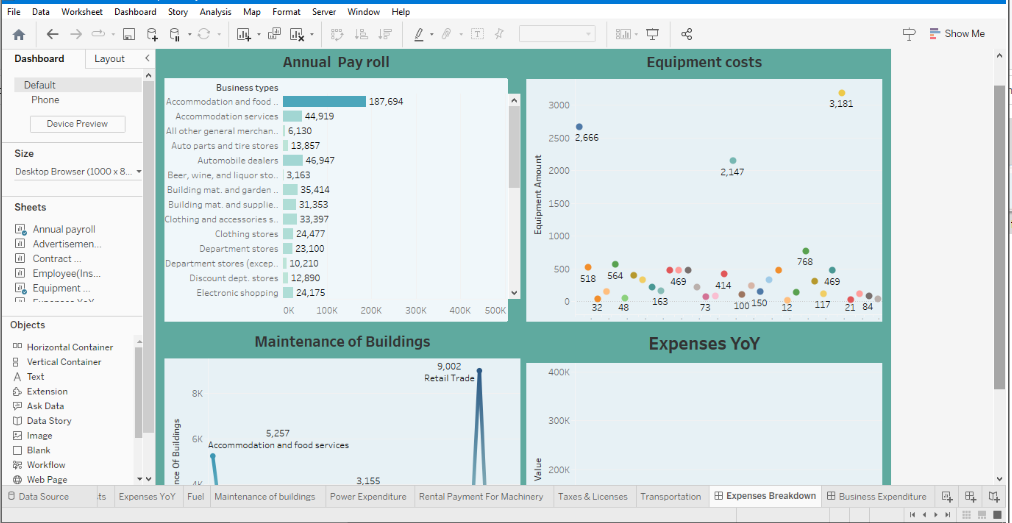 File Data Worksheet Dashboard Story Analysis Map Format Server Window Help
Show Me
Dashboard Layout
Default
Phone
Device Preview
Size
Desktop Browser (1000 x 8...
Sheets
Annual payroll
Advertisemen...
Contract ...
Employee(Ins...
Equipment ...
Expenses YoY
Objects
Horizontal Container
Vertical Container
A Text
Extension
Ask Data
Data Story
Image
Blank
Workflow
Web Page
Annual Pay roll
Business types
Accommodation and food .. 187,694
Accommodation services 44,919
All other general merchan.. 6,130
Auto parts and tire stores 13,857
Automobile dealers 46,947
Beer, wine, and liquor sto.. 3,163
Building mat. and garden .. 35,414
Building mat. and supplie.. 31,353
Clothing and accessories s.. 33,397
Clothing stores 24,477
Department stores 23,100
Department stores (excep.. 10,210
Discount dept. stores 12,890
Electronic shopping 24,175
0K 100K 200K 300K 400K 500K
Equipment costs
Equipment Amount
3000
2500
2000
1500
1000
500
0
3,181
2,666
2,147
768
518 564 469 414 469
32 48 163 73 100 150 12 117 21 84
Maintenance of Buildings
9,002
Retail Trade
8K
5,257
6K Accommodation and food services
3,155
4K
ce Of Buildings
Expenses YoY
400K
300K
200K
Value
Data Source ts Expenses YoY Fuel Maintenance of buildings Power Expenditure Rental Payment For Machinery Taxes & Licenses Transportation Expenses Breakdown Business Expenditure